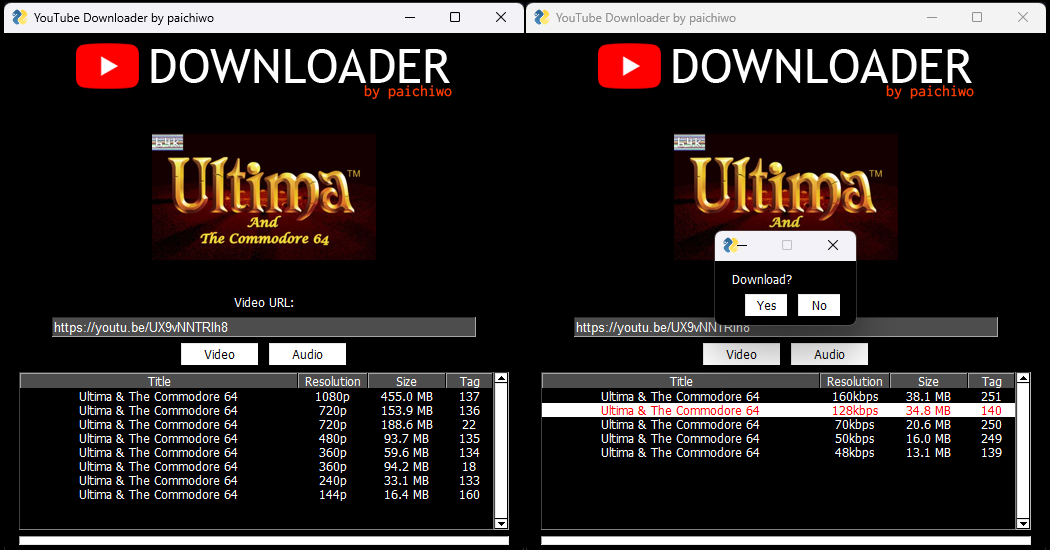 YouTube Downloader by paichiwo
DOWNLOADER
by paichiwo
Ultima™
And
The Commodore 64
Video URL:
https://youtu.be/UX9vNNTRlh8
Video Audio
Title Resolution Size Tag
Ultima & The Commodore 64 1080p 455.0 MB 137
Ultima & The Commodore 64 720p 153.9 MB 136
Ultima & The Commodore 64 720p 188.6 MB 22
Ultima & The Commodore 64 480p 93.7 MB 135
Ultima & The Commodore 64 360p 59.6 MB 134
Ultima & The Commodore 64 360p 94.2 MB 18
Ultima & The Commodore 64 240p 33.1 MB 133
Ultima & The Commodore 64 144p 16.4 MB 160
YouTube Downloader by paichiwo
DOWNLOADER
by paichiwo
Ultima™
And
Download?
Yes No
https://youtu.be/UX9vNNTRlh8
Video Audio
Title Resolution Size Tag
Ultima & The Commodore 64 160kbps 38.1 MB 251
Ultima & The Commodore 64 128kbps 34.8 MB 140
Ultima & The Commodore 64 70kbps 20.6 MB 250
Ultima & The Commodore 64 50kbps 16.0 MB 249
Ultima & The Commodore 64 48kbps 13.1 MB 139